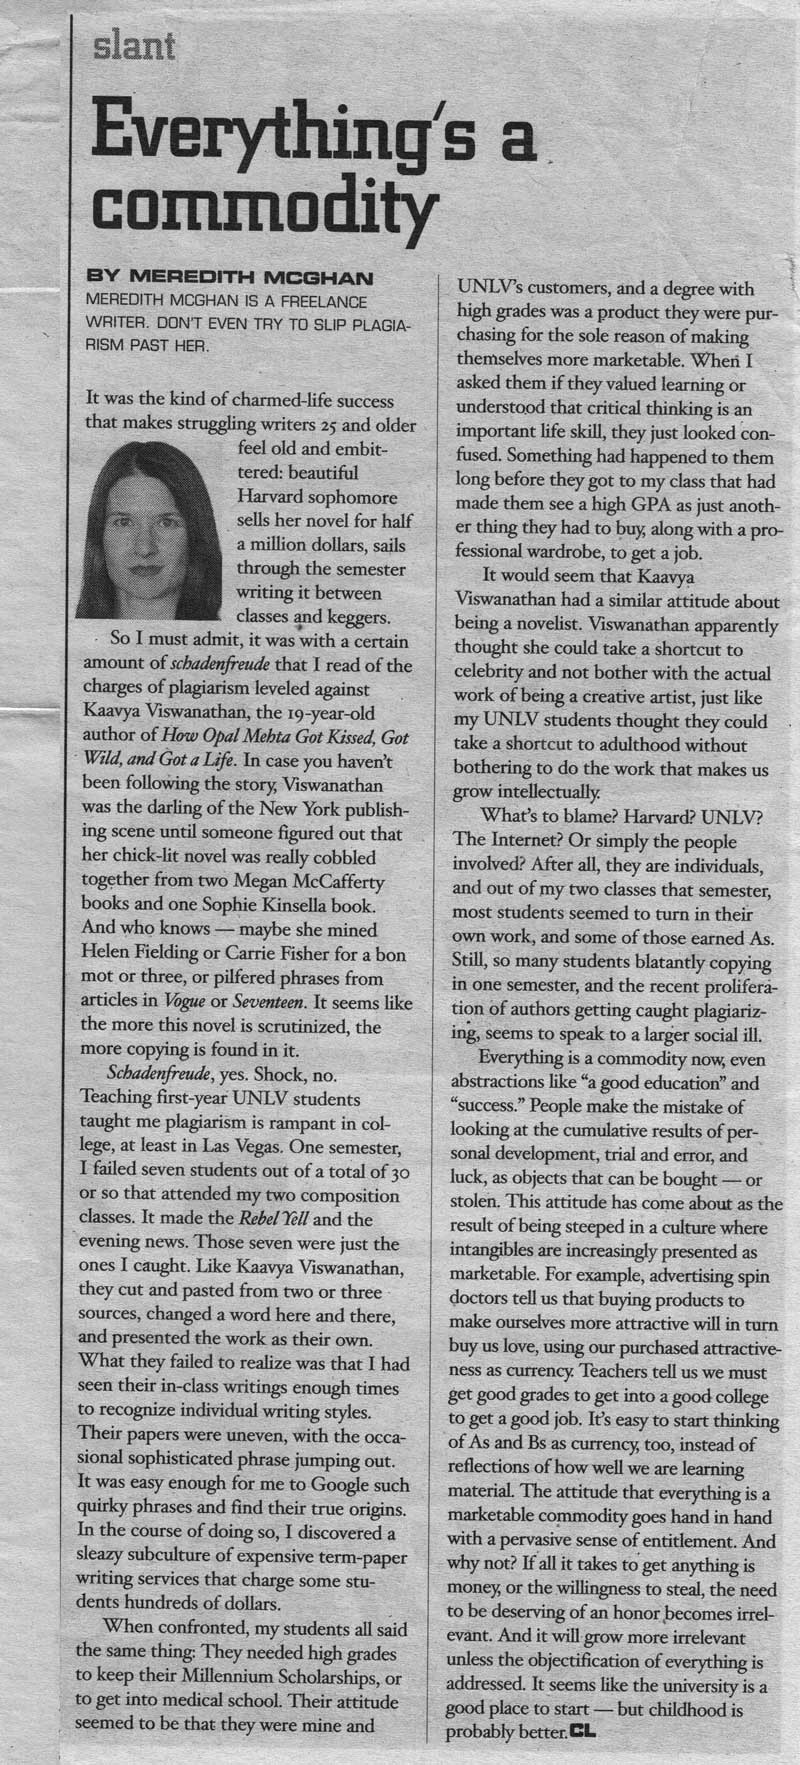 slant
Everything's a
commodity
BY MEREDITH MCGHAN
MEREDITH MCGHAN IS A FREELANCE
WRITER. DON'T EVEN TRY TO SLIP PLAGIA-
RISM PAST HER.
It was the kind of charmed-life success
that makes struggling writers 25 and older
feel old and embit-
tered: beautiful
Harvard sophomore
sells her novel for half
a million dollars, sails
through the semester
writing it between
classes and keggers.
So I must admit, it was with a certain
amount of schadenfreude that I read of the
charges of plagiarism leveled against
Kaavya Viswanathan, the 19-year-old
author of How Opal Mehta Got Kissed, Got
Wild, and Got a Life. In case you haven't
been following the story, Viswanathan
was the darling of the New York publish-
ing scene until someone figured out that
her chick-lit novel was really cobbled
together from two Megan McCafferty
books and one Sophie Kinsella book.
And who knows — maybe she mined
Helen Fielding or Carrie Fisher for a bon
mot or three, or pilfered phrases from
articles in Vogue or Seventeen. It seems like
the more this novel is scrutinized, the
more copying is found in it.
Schadenfreude, yes. Shock, no.
Teaching first-year UNLV students
taught me plagiarism is rampant in col-
lege, at least in Las Vegas. One semester,
I failed seven students out of a total of 30
or so that attended my two composition
classes. It made the Rebel Yell and the
evening news. Those seven were just the
ones I caught. Like Kaavya Viswanathan,
they cut and pasted from two or three
sources, changed a word here and there,
and presented the work as their own.
What they failed to realize was that I had
seen their in-class writings enough times
to recognize individual writing styles.
Their papers were uneven, with the occa-
sional sophisticated phrase jumping out.
It was easy enough for me to Google such
quirky phrases and find their true origins.
In the course of doing so, I discovered a
sleazy subculture of expensive term-paper
writing services that charge some stu-
dents hundreds of dollars.
When confronted, my students all said
the same thing: They needed high grades
to keep their Millennium Scholarships, or
to get into medical school. Their attitude
seemed to be that they were mine and
UNLV's customers, and a degree with
high grades was a product they were pur-
chasing for the sole reason of making
themselves more marketable. When I
asked them if they valued learning or
understood that critical thinking is an
important life skill, they just looked con-
fused. Something had happened to them
long before they got to my class that had
made them see a high GPA as just anoth-
er thing they had to buy, along with a pro-
fessional wardrobe, to get a job.
It would seem that Kaavya
Viswanathan had a similar attitude about
being a novelist. Viswanathan apparently
thought she could take a shortcut to
celebrity and not bother with the actual
work of being a creative artist, just like
my UNLV students thought they could
take a shortcut to adulthood without
bothering to do the work that makes us
grow intellectually.
What's to blame? Harvard? UNLV?
The Internet? Or simply the people
involved? After all, they are individuals,
and out of my two classes that semester,
most students seemed to turn in their
own work, and some of those earned As.
Still, so many students blatantly copying
in one semester, and the recent prolifera-
tion of authors getting caught plagiariz-
ing, seems to speak to a larger social ill.
Everything is a commodity now, even
abstractions like "a good education" and
"success." People make the mistake of
looking at the cumulative results of per-
sonal development, trial and error, and
luck, as objects that can be bought — or
stolen. This attitude has come about as the
result of being steeped in a culture where
intangibles are increasingly presented as
marketable. For example, advertising spin
doctors tell us that buying products to
make ourselves more attractive will in turn
buy us love, using our purchased attractive-
ness as currency. Teachers tell us we must
get good grades to get into a good college
to get a good job. It's easy to start thinking
of As and Bs as currency, too, instead of
reflections of how well we are learning
material. The attitude that everything is a
marketable commodity goes hand in hand
with a pervasive sense of entitlement. And
why not? If all it takes to get anything is
money, or the willingness to steal, the need
to be deserving of an honor becomes irrel-
evant. And it will grow more irrelevant
unless the objectification of everything is
addressed. It seems like the university is a
good place to start — but childhood is
probably better. CL